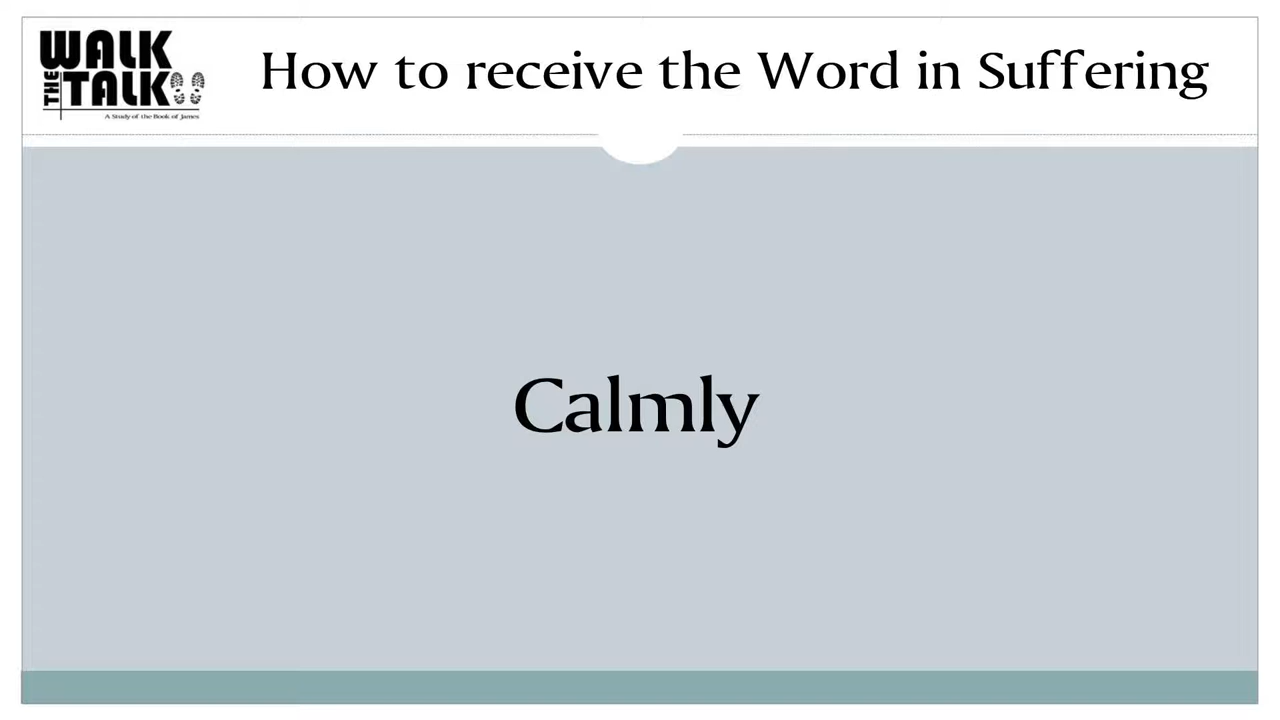 WALK
THE TALK
A Study of the Book of James
How to receive the Word in Suffering
Calmly